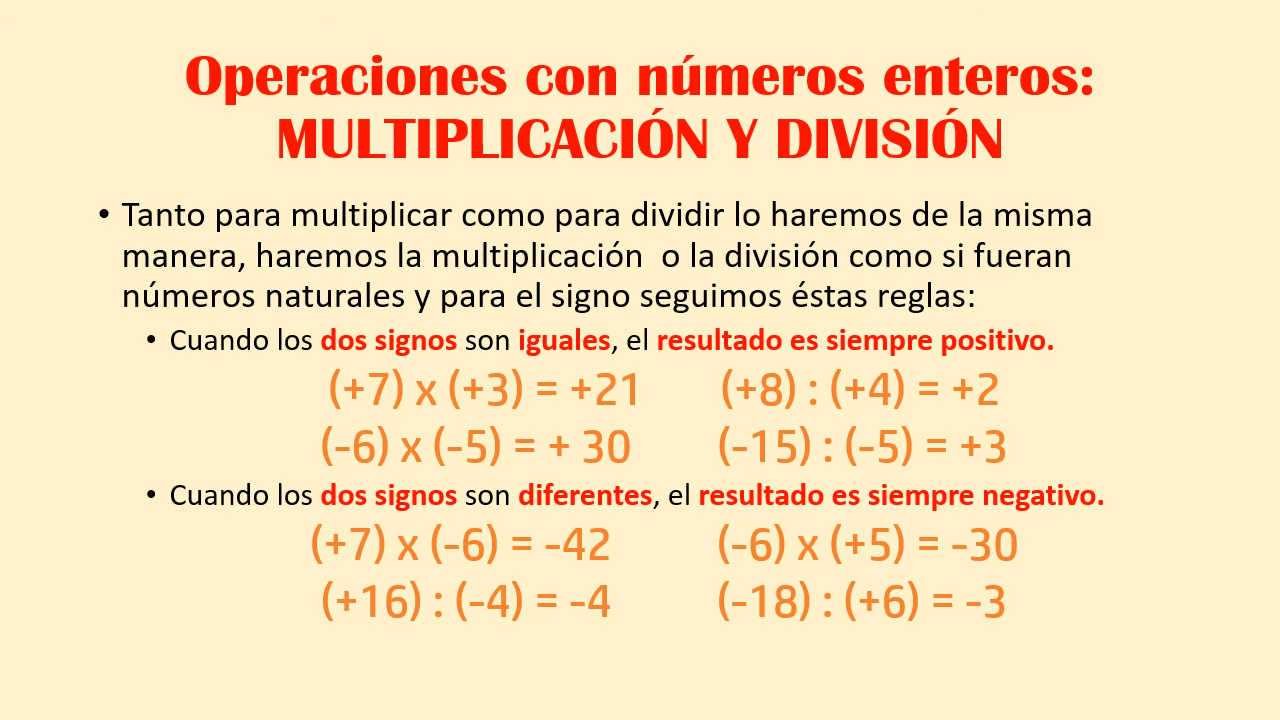 Operaciones con números enteros:
MULTIPLICACIÓN Y DIVISIÓN
• Tanto para multiplicar como para dividir lo haremos de la misma
manera, haremos la multiplicación  o la división como si fueran
números naturales y para el signo seguimos éstas reglas:
• Cuando los dos signos son iguales, el resultado es siempre positivo.
(+7) x (+3) = +21 (+8) : (+4) = +2
(-6) x (-5) = + 30 (-15) : (-5) = +3
• Cuando los dos signos son diferentes, el resultado es siempre negativo.
(+7) x (-6) = -42 (-6) x (+5) = -30
(+16) : (-4) = -4 (-18) : (+6) = -3